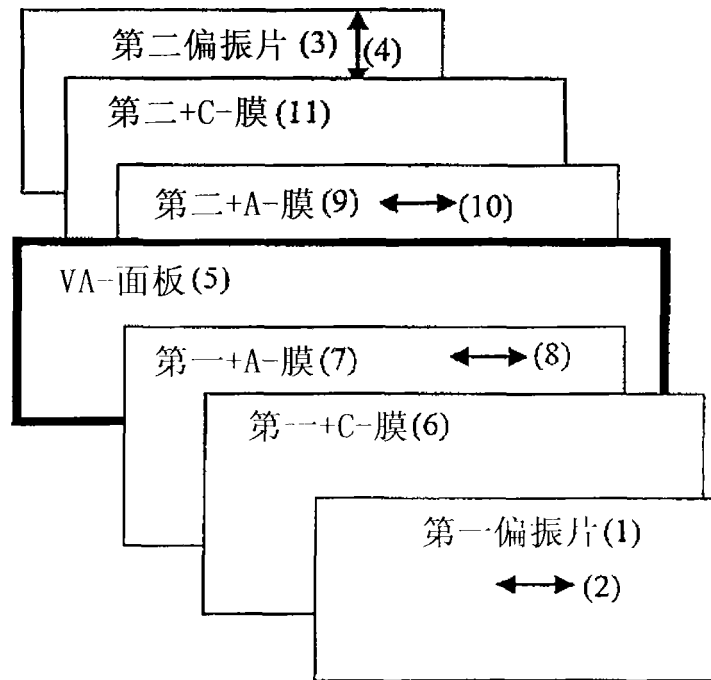 第二偏振片 (3) (4)
第二+C-膜 (11)
第二+A-膜 (9) (10)
VA-面板 (5)
第一+A-膜 (7) (8)
第一+C-膜 (6)
第一偏振片 (1)
(2)